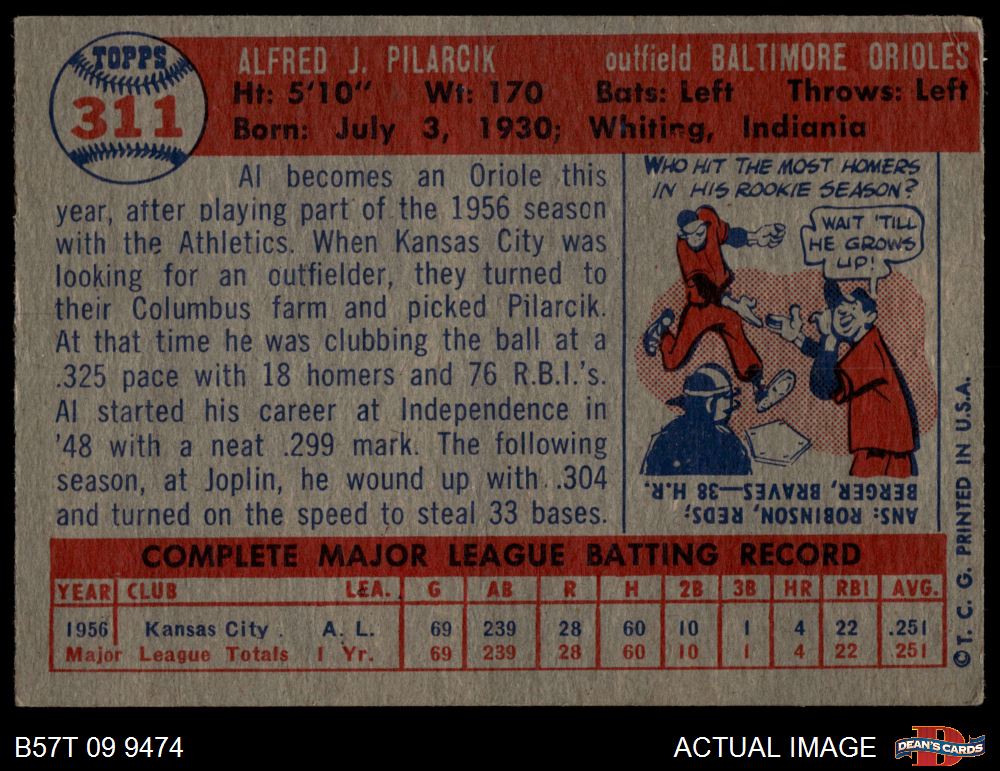 TOPPS
311
ALFRED J. PILARCIK outfield BALTIMORE ORIOLES
Ht: 5'10" Wt: 170 Bats: Left Throws: Left
Born: July 3, 1930; Whiting, Indiania
Al becomes an Oriole this
year, after playing part of the 1956 season
with the Athletics. When Kansas City was
looking for an outfielder, they turned to
their Columbus farm and picked Pilarcik.
At that time he was clubbing the ball at a
.325 pace with 18 homers and 76 R.B.I.'s.
Al started his career at Independence in
'48 with a neat .299 mark. The following
season, at Joplin, he wound up with .304
and turned on the speed to steal 33 bases.
WHO HIT THE MOST HOMERS
IN HIS ROOKIE SEASON?
WAIT 'TILL
HE GROWS
UP!
ANS: ROBINSON, REDS;
BERGER, BRAVES—38 H.R.
COMPLETE MAJOR LEAGUE BATTING RECORD
YEAR CLUB LEA. G AB R H 2B 3B HR RBI AVG.
1956 Kansas City . A. L. 69 239 28 60 10 1 4 22 .251
Major League Totals 1 Yr. 69 239 28 60 10 1 4 22 .251
© T. C. G. PRINTED IN U.S.A.
B57T 09 9474
ACTUAL IMAGE
DEAN'S CARDS